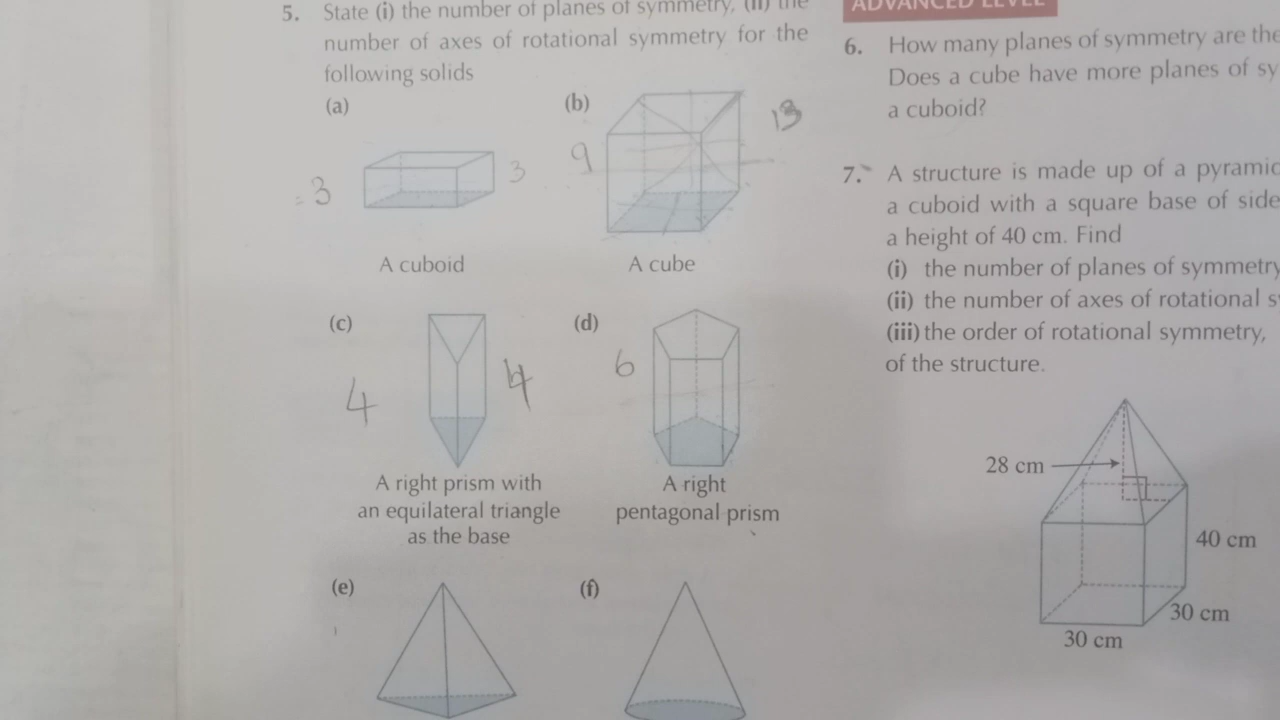 5. State (i) the number of planes of symmetry, (ii) the
number of axes of rotational symmetry for the
following solids
(a)
3
3
A cuboid
(b)
9
13
A cube
(c)
4
4
A right prism with
an equilateral triangle
as the base
(d)
6
A right
pentagonal prism
(e)
(f)
ADVANCED LEVEL
6. How many planes of symmetry are the
Does a cube have more planes of sy
a cuboid?
7. A structure is made up of a pyramid
a cuboid with a square base of side
a height of 40 cm. Find
(i) the number of planes of symmetry
(ii) the number of axes of rotational s
(iii) the order of rotational symmetry,
of the structure.
28 cm
40 cm
30 cm
30 cm